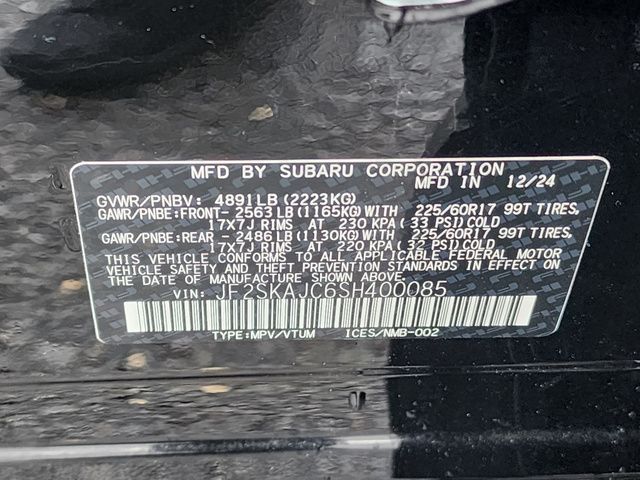 MFD BY SUBARU CORPORATION
MFD IN 12/24
GVWR/PNBV: 4891LB (2223KG)
GAWR/PNBE:FRONT- 2563 LB (1165KG)WITH 225/60R17 99T TIRES,
17X7J RIMS AT 230 KPA (33 PSI)COLD
GAWR/PNBE:REAR - 2486 LB (1130KG)WITH 225/60R17 99T TIRES,
17X7J RIMS AT 220 KPA (32 PSI)COLD
THIS VEHICLE CONFORMS TO ALL APPLICABLE FEDERAL MOTOR
VEHICLE SAFETY AND THEFT PREVENTION STANDARDS IN EFFECT ON
THE DATE OF MANUFACTURE SHOWN ABOVE.
VIN: JF2SKAJC6SH400085
TYPE:MPV/VTUM ICES/NMB-002